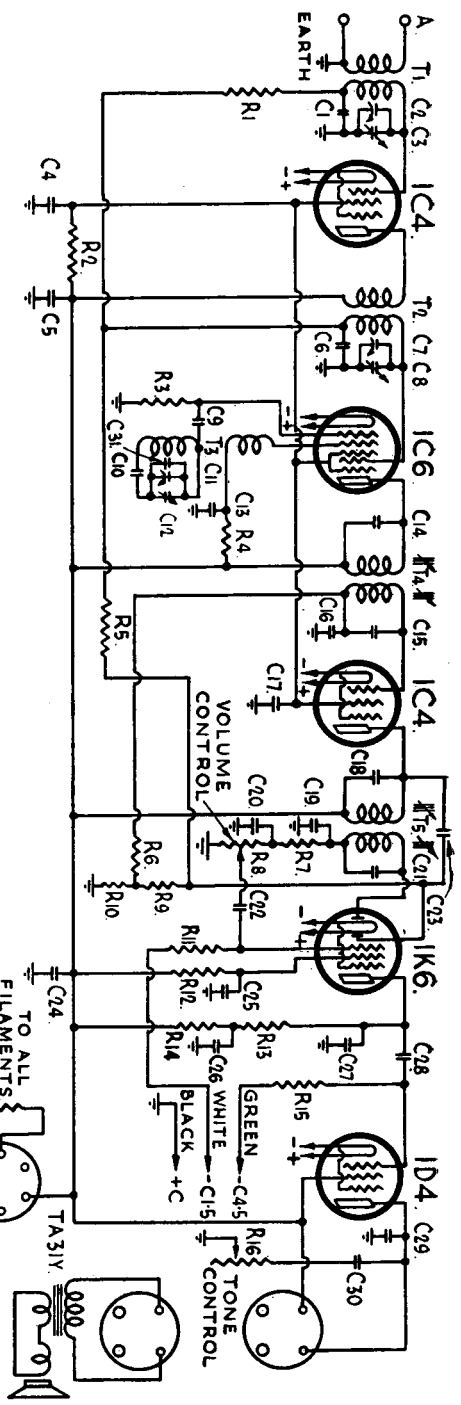 A.
EARTH
T1.
C2.
C3.
C1
R1
1C4.
C4
R2
C5
T2.
C7.
C8.
C6
1C6.
R3
C9
C31.
C10
T3
C11
C12
C13
R4
C14.
T4.
C15.
C16
1C4.
C17
R5
VOLUME
CONTROL
C18
C20
C19
T5.
C21.
C23
R6
R8
R7
R10
R9
C22
1K6.
R11
R12
C25
C24
R14
C26
R13
C27
C28
BLACK
WHITE
GREEN
+C
-C1·5
-C4·5
R15
1D4.
C29.
R16
C30
TONE
CONTROL
TO ALL
FILAMENTS
TA31Y.